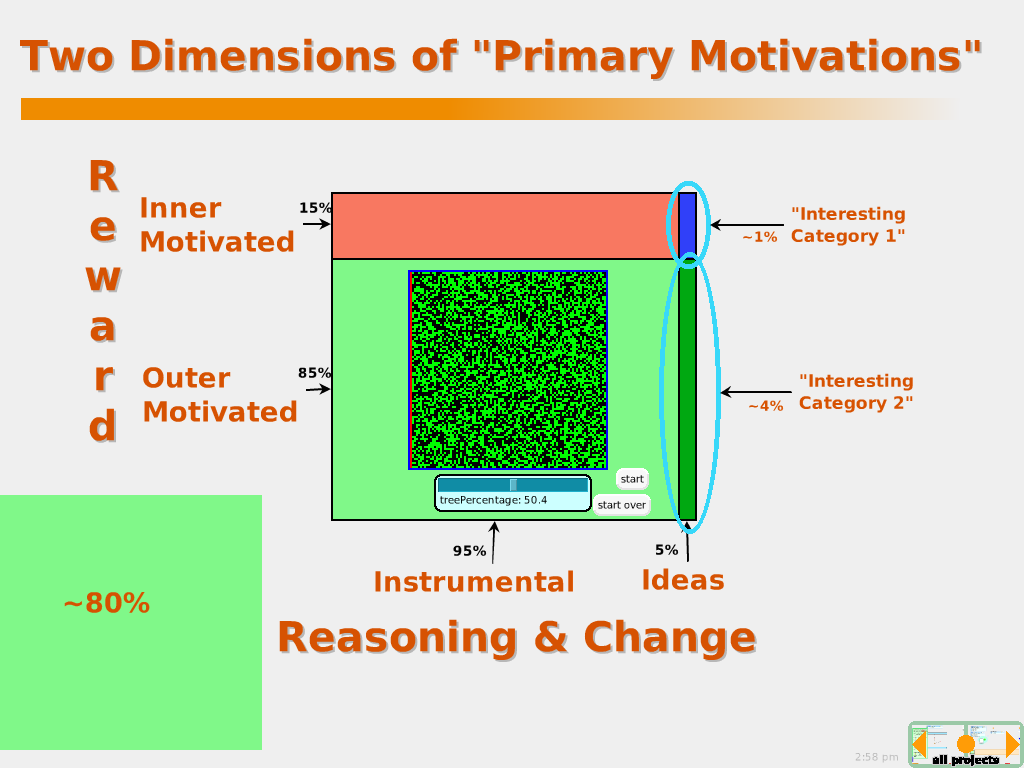 Two Dimensions of "Primary Motivations"
Reward
Inner
Motivated
15%
"Interesting
Category 1"
~1%
Outer
Motivated
85%
"Interesting
Category 2"
~4%
start
treePercentage: 50.4
start over
95%
5%
Instrumental
Ideas
~80%
Reasoning & Change
2:58 pm
all projects